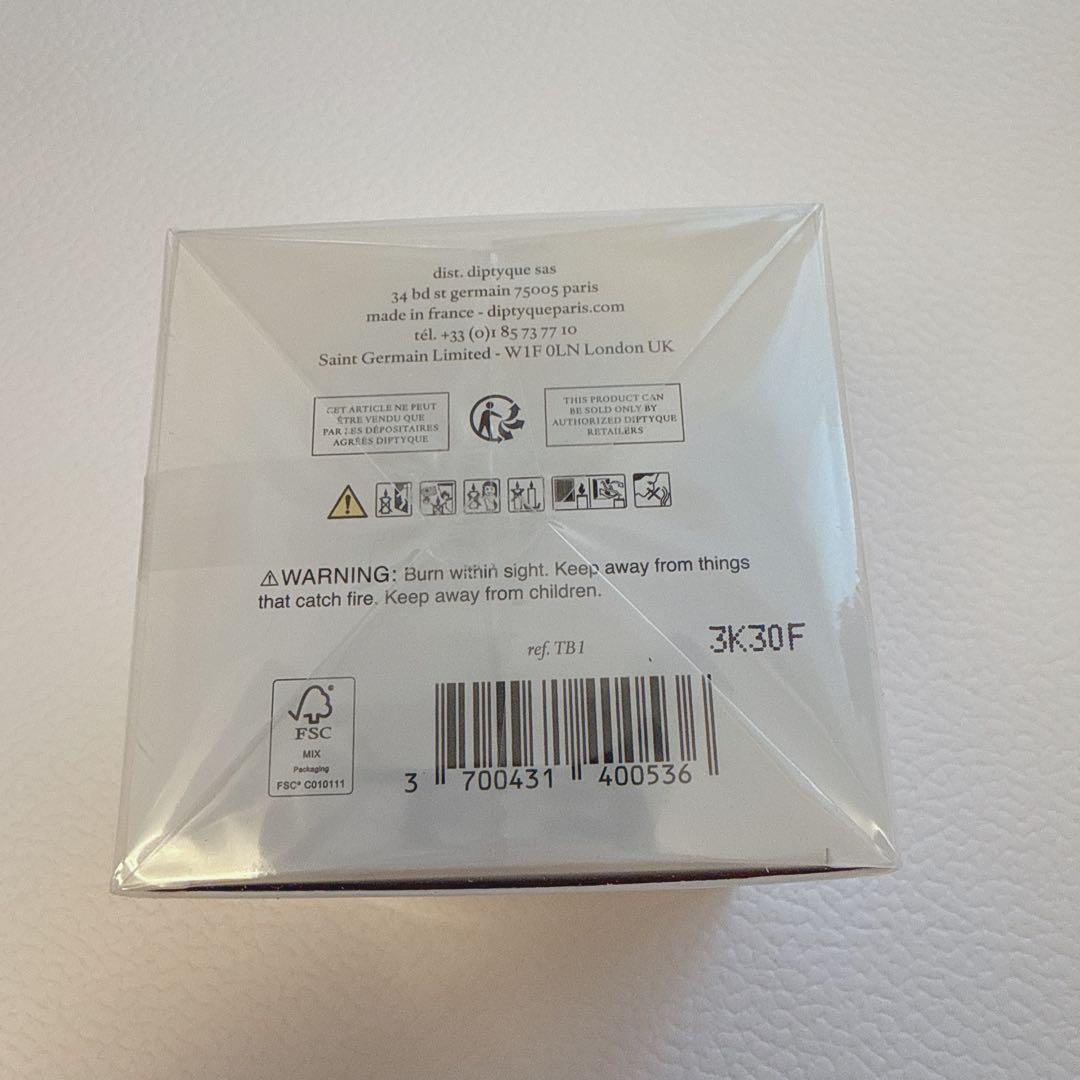 dist. diptyque sas
34 bd st germain 75005 paris
made in france - diptyqueparis.com
tél. +33 (0)1 85 73 77 10
Saint Germain Limited - W1F 0LN London UK
CET ARTICLE NE PEUT
ÊTRE VENDU QUE
PAR LES DÉPOSITAIRES
AGRÉÉS DIPTYQUE
THIS PRODUCT CAN
BE SOLD ONLY BY
AUTHORIZED DIPTYQUE
RETAILERS
⚠WARNING: Burn within sight. Keep away from things
that catch fire. Keep away from children.
3K30F
ref. TB1
FSC
MIX
Packaging
FSC® C010111
3 700431 400536